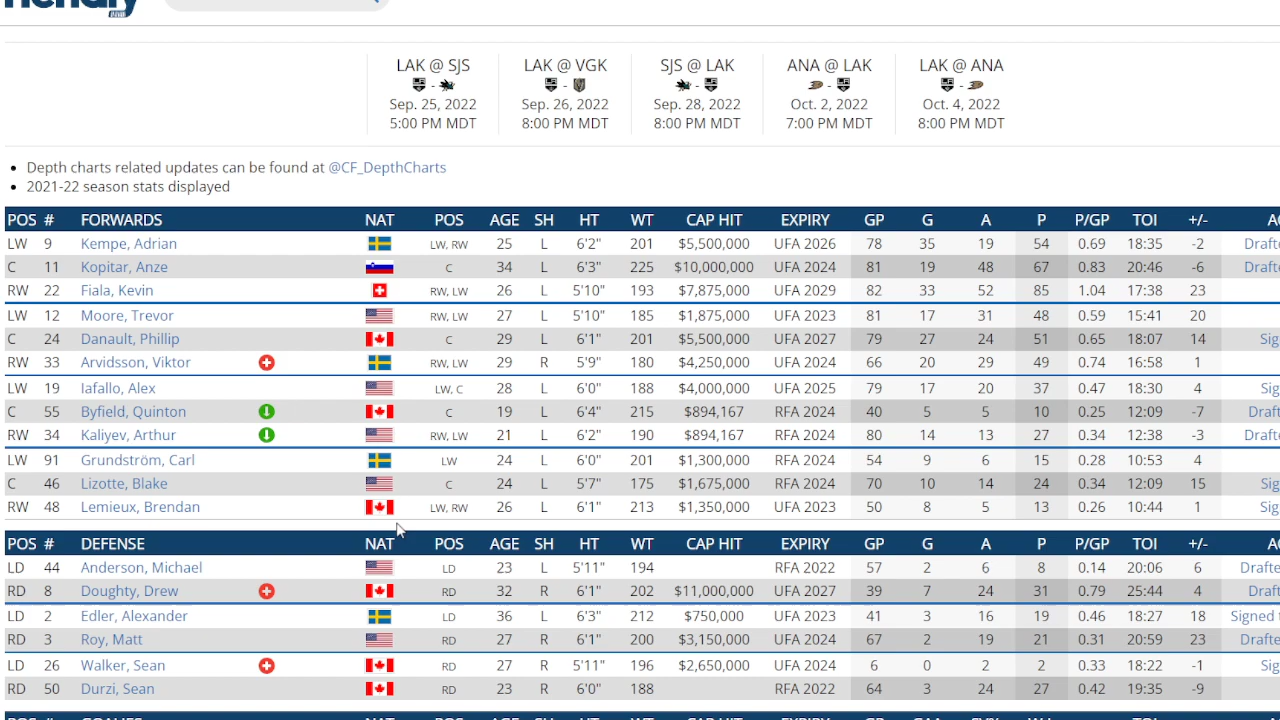 LAK @ SJS LAK @ VGK SJS @ LAK ANA @ LAK LAK @ ANA
Sep. 25, 2022 Sep. 26, 2022 Sep. 28, 2022 Oct. 2, 2022 Oct. 4, 2022
5:00 PM MDT 8:00 PM MDT 8:00 PM MDT 7:00 PM MDT 8:00 PM MDT
Depth charts related updates can be found at @CF_DepthCharts
2021-22 season stats displayed
POS # FORWARDS NAT POS AGE SH HT WT CAP HIT EXPIRY GP G A P P/GP TOI +/- AC
LW 9 Kempe, Adrian LW, RW 25 L 6'2" 201 $5,500,000 UFA 2026 78 35 19 54 0.69 18:35 -2 Drafte
C 11 Kopitar, Anze C 34 L 6'3" 225 $10,000,000 UFA 2024 81 19 48 67 0.83 20:46 -6 Drafte
RW 22 Fiala, Kevin RW, LW 26 L 5'10" 193 $7,875,000 UFA 2029 82 33 52 85 1.04 17:38 23
LW 12 Moore, Trevor RW, LW 27 L 5'10" 185 $1,875,000 UFA 2023 81 17 31 48 0.59 15:41 20
C 24 Danault, Phillip C 29 L 6'1" 201 $5,500,000 UFA 2027 79 27 24 51 0.65 18:07 14 Sig
RW 33 Arvidsson, Viktor RW, LW 29 R 5'9" 180 $4,250,000 UFA 2024 66 20 29 49 0.74 16:58 1
LW 19 Iafallo, Alex LW, C 28 L 6'0" 185 $4,000,000 UFA 2025 79 17 20 37 0.47 18:30 4 Sig
C 55 Byfield, Quinton C 19 L 6'4" 215 $894,167 RFA 2024 40 5 5 10 0.25 12:09 -7 Draft
RW 34 Kaliyev, Arthur RW, LW 21 L 6'2" 190 $894,167 RFA 2024 80 14 13 27 0.34 12:38 -3 Drafte
LW 91 Grundström, Carl LW 24 L 6'0" 201 $1,300,000 RFA 2024 54 9 6 15 0.28 10:53 4
C 46 Lizotte, Blake C 24 L 5'7" 175 $1,675,000 RFA 2024 70 10 14 24 0.34 12:09 15 Sig
RW 48 Lemieux, Brendan LW, RW 26 L 6'1" 213 $1,350,000 UFA 2023 50 8 5 13 0.26 10:44 1 Sig
POS # DEFENSE NAT POS AGE SH HT WT CAP HIT EXPIRY GP G A P P/GP TOI +/- AC
LD 44 Anderson, Michael LD 23 L 5'11" 194 RFA 2022 57 2 6 8 0.14 20:06 6 Drafte
RD 8 Doughty, Drew RD 32 R 6'1" 202 $11,000,000 UFA 2027 39 7 24 31 0.79 25:44 4 Drafte
LD 2 Edler, Alexander LD 36 L 6'3" 212 $750,000 UFA 2023 41 3 16 19 0.46 18:27 18 Signed t
RD 3 Roy, Matt RD 27 R 6'1" 200 $3,150,000 UFA 2024 67 2 19 21 0.31 20:59 23 Drafte
LD 26 Walker, Sean RD 27 R 5'11" 196 $2,650,000 UFA 2024 6 0 2 2 0.33 18:22 -1 Sig
RD 50 Durzi, Sean RD 23 R 6'0" 188 RFA 2022 64 3 24 27 0.42 19:35 -9